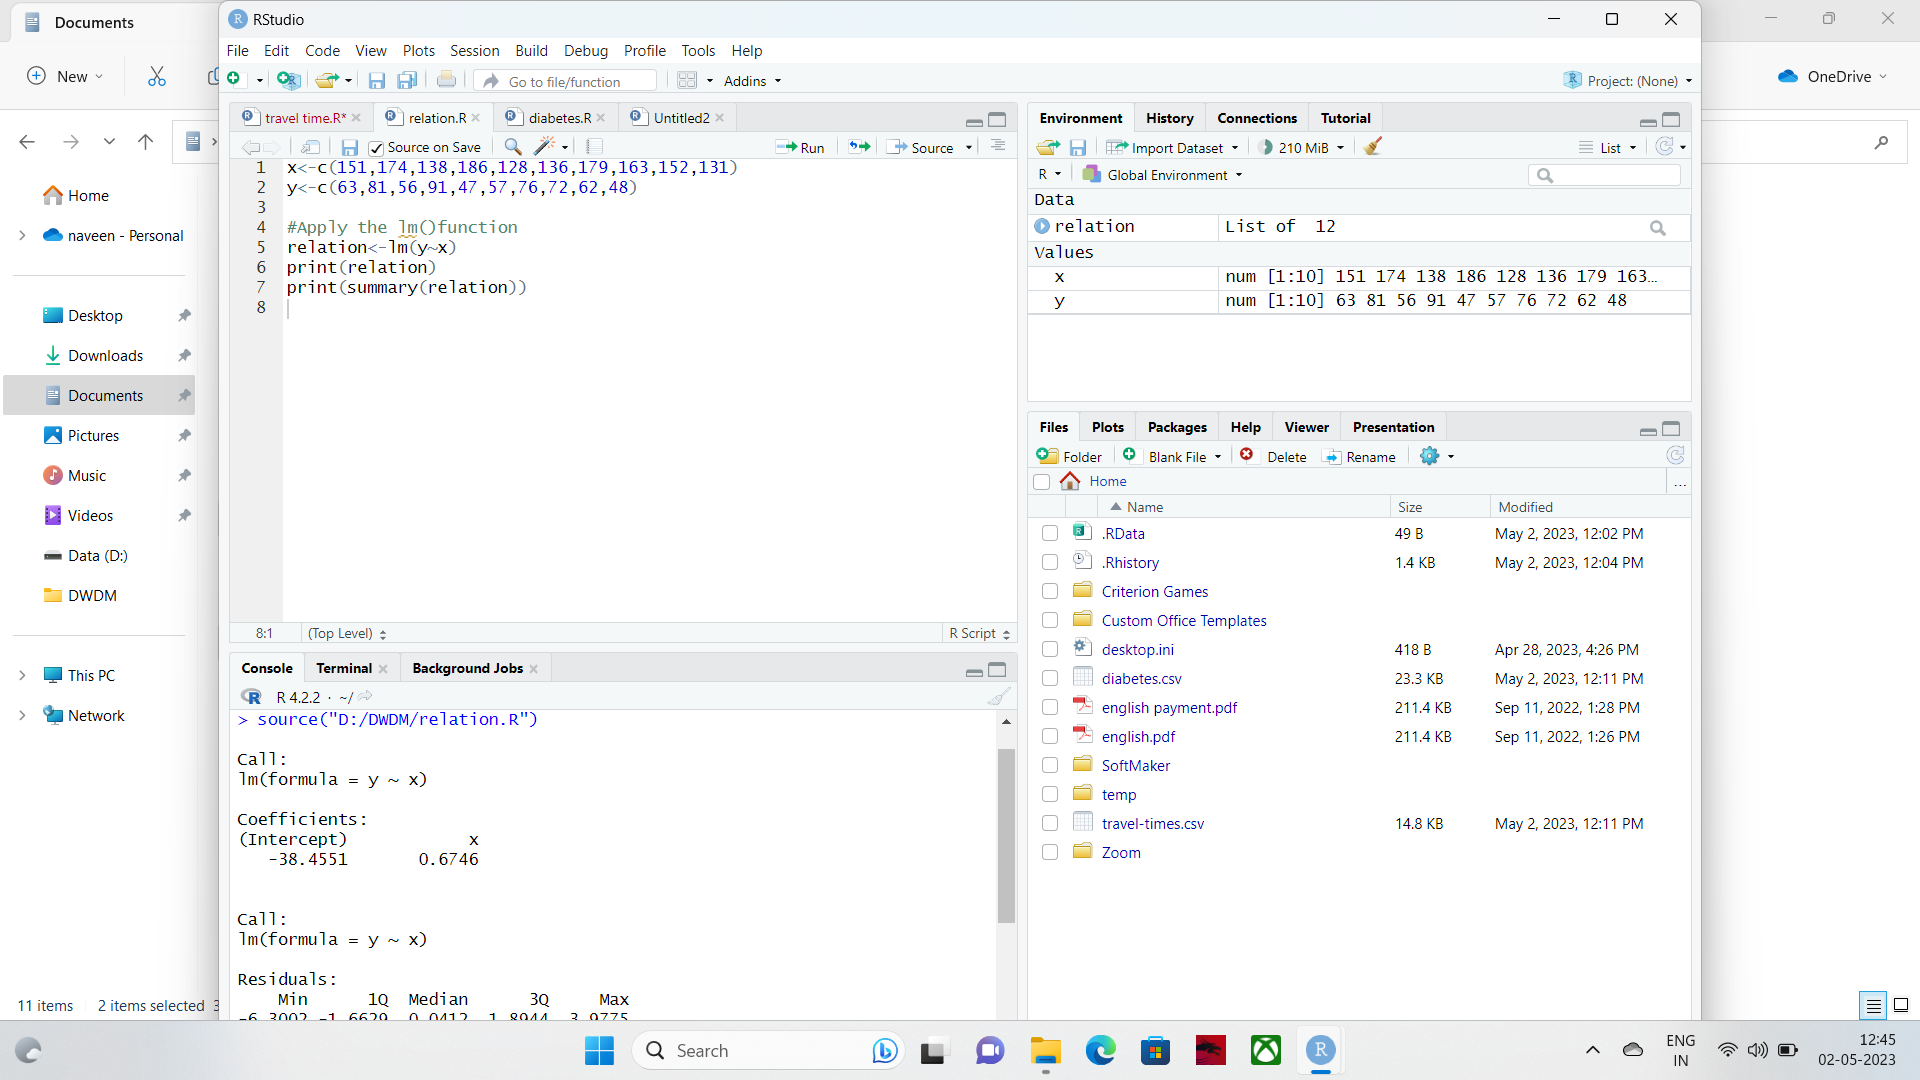 Documents
New
OneDrive
Home
naveen - Personal
Desktop
Downloads
Documents
Pictures
Music
Videos
Data (D:)
DWDM
This PC
Network
11 items 2 items selected 3
RStudio
File Edit Code View Plots Session Build Debug Profile Tools Help
Go to file/function Addins Project: (None)
travel time.R* relation.R diabetes.R Untitled2
Source on Save Run Source
1 x<-c(151,174,138,186,128,136,179,163,152,131)
2 y<-c(63,81,56,91,47,57,76,72,62,48)
3
4 #Apply the lm()function
5 relation<-lm(y~x)
6 print(relation)
7 print(summary(relation))
8
8:1 (Top Level) R Script
Console Terminal Background Jobs
R 4.2.2 · ~/
> source("D:/DWDM/relation.R")
Call:
lm(formula = y ~ x)
Coefficients:
(Intercept) x
-38.4551 0.6746
Call:
lm(formula = y ~ x)
Residuals:
Min 1Q Median 3Q Max
-6.3002 -1.6629 0.0412 1.8944 3.9775
Environment History Connections Tutorial
Import Dataset 210 MiB List
R Global Environment
Data
relation List of 12
Values
x num [1:10] 151 174 138 186 128 136 179 163…
y num [1:10] 63 81 56 91 47 57 76 72 62 48
Files Plots Packages Help Viewer Presentation
Folder Blank File Delete Rename
Home ...
Name Size Modified
.RData 49 B May 2, 2023, 12:02 PM
.Rhistory 1.4 KB May 2, 2023, 12:04 PM
Criterion Games
Custom Office Templates
desktop.ini 418 B Apr 28, 2023, 4:26 PM
diabetes.csv 23.3 KB May 2, 2023, 12:11 PM
english payment.pdf 211.4 KB Sep 11, 2022, 1:28 PM
english.pdf 211.4 KB Sep 11, 2022, 1:26 PM
SoftMaker
temp
travel-times.csv 14.8 KB May 2, 2023, 12:11 PM
Zoom
Search
ENG
IN
12:45
02-05-2023